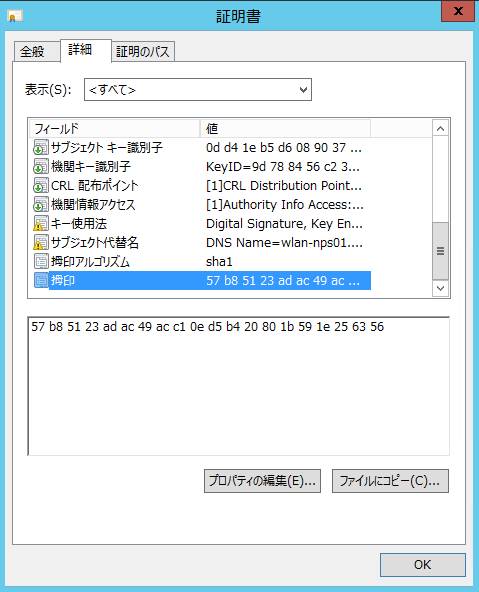 証明書
全般 詳細 証明のパス
表示(S): <すべて>
フィールド 値
サブジェクト キー識別子 0d d4 1e b5 d6 08 90 37 ...
機関キー識別子 KeyID=9d 78 84 56 c2 3...
CRL 配布ポイント [1]CRL Distribution Point...
機関情報アクセス [1]Authority Info Access:...
キー使用法 Digital Signature, Key En...
サブジェクト代替名 DNS Name=wlan-nps01....
拇印アルゴリズム sha1
拇印 57 b8 51 23 ad ac 49 ac ...
57 b8 51 23 ad ac 49 ac c1 0e d5 b4 20 80 1b 59 1e 25 63 56
プロパティの編集(E)... ファイルにコピー(C)...
OK